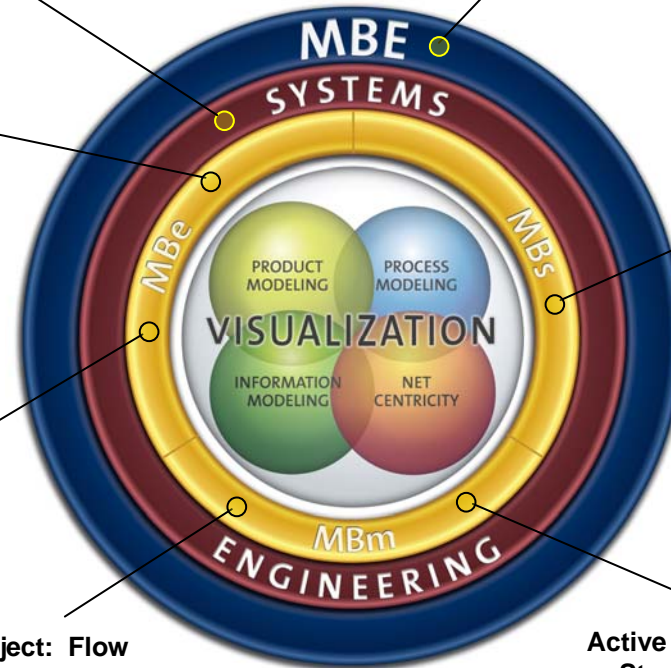 MBE
SYSTEMS
MBe
MBs
PRODUCT
MODELING
PROCESS
MODELING
VISUALIZATION
INFORMATION
MODELING
NET
CENTRICITY
MBm
ENGINEERING
ject: Flow
Active